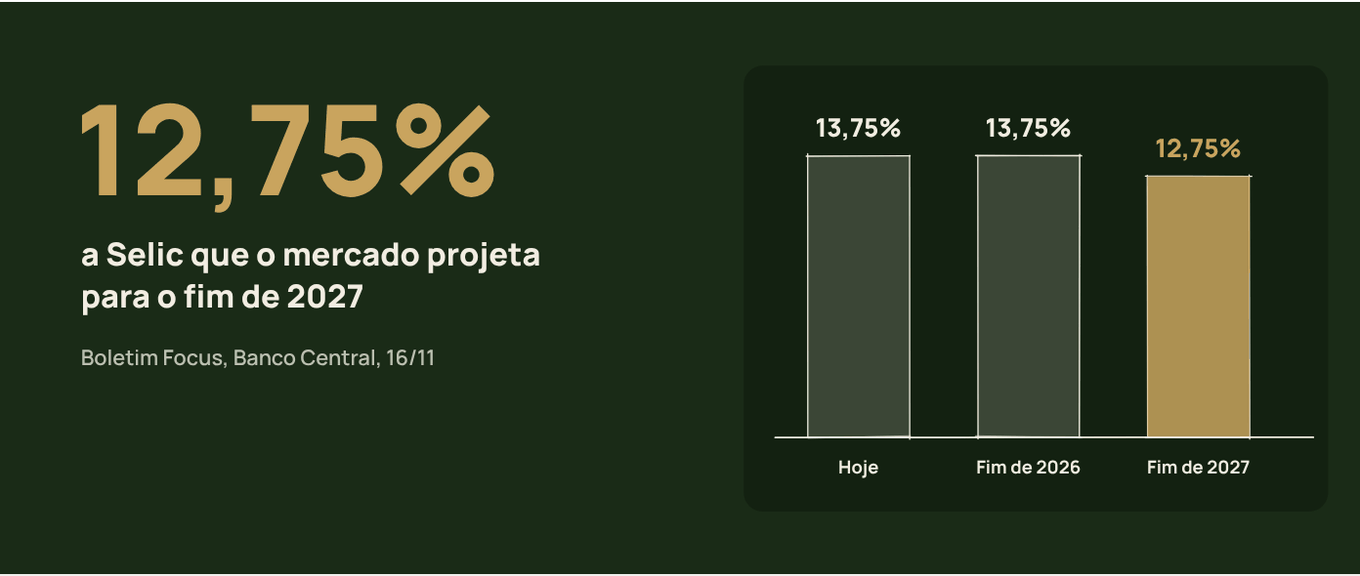 12,75%
a Selic que o mercado projeta
para o fim de 2027
Boletim Focus, Banco Central, 16/11
13,75%
13,75%
12,75%
Hoje
Fim de 2026
Fim de 2027